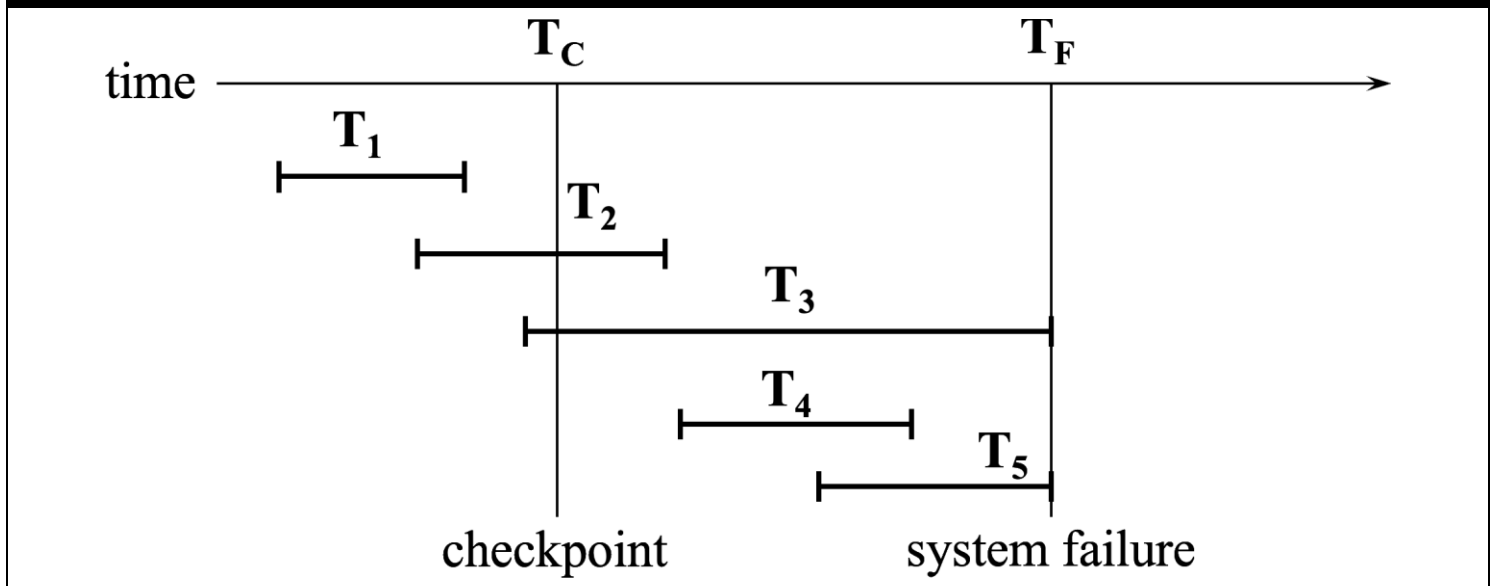 T_C T_F
time
T_1
T_2
T_3
T_4
T_5
checkpoint system failure